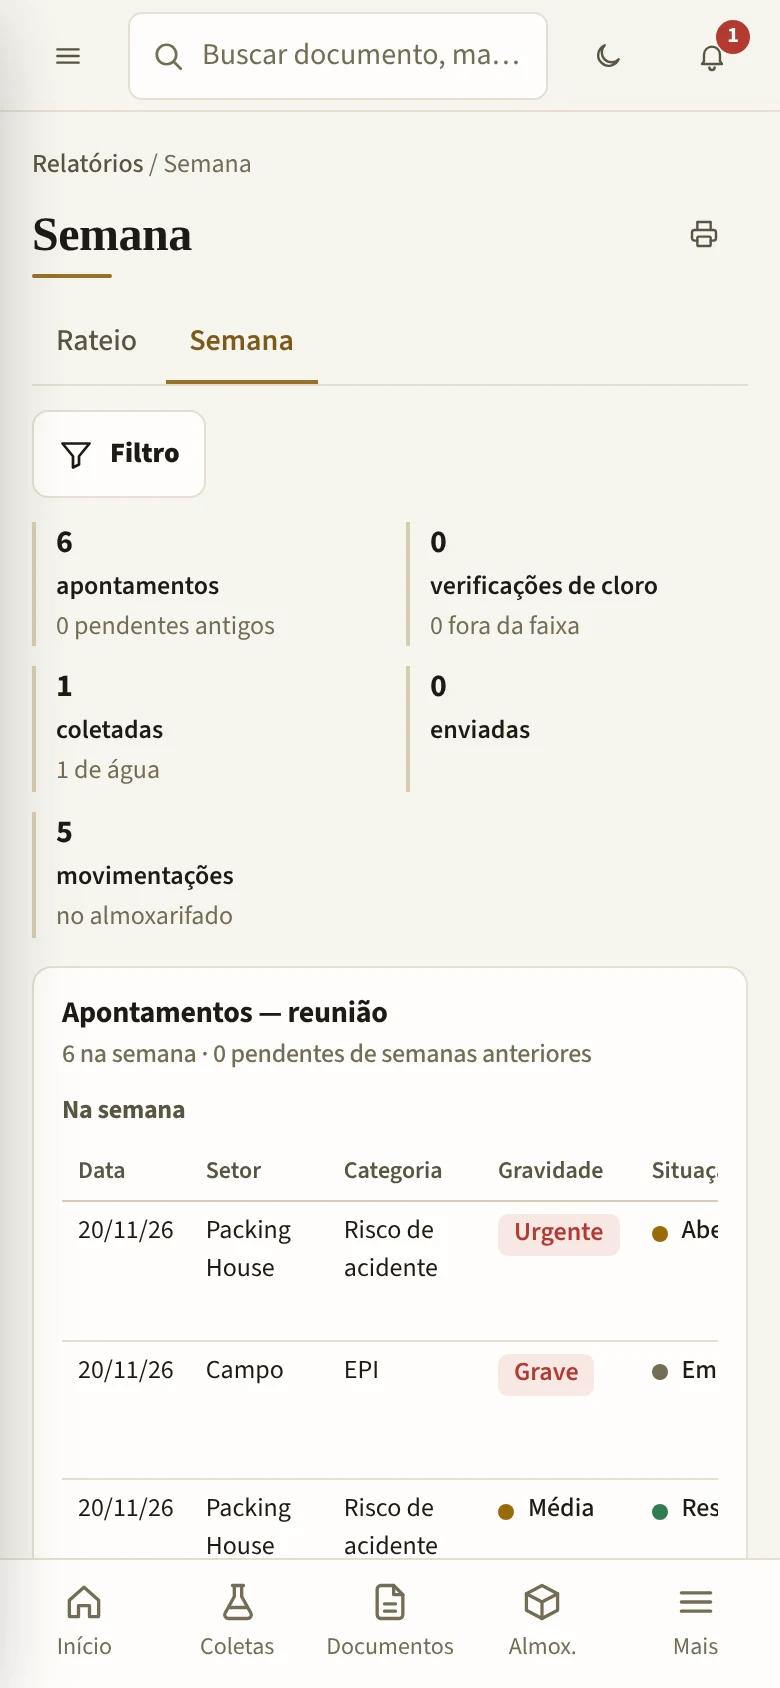 Buscar documento, ma...
1
Relatórios / Semana
Semana
Rateio
Semana
Filtro
6
apontamentos
0 pendentes antigos
0
verificações de cloro
0 fora da faixa
1
coletadas
1 de água
0
enviadas
5
movimentações
no almoxarifado
Apontamentos — reunião
6 na semana · 0 pendentes de semanas anteriores
Na semana
Data Setor Categoria Gravidade Situaç
20/11/26 Packing House Risco de acidente Urgente Abe
20/11/26 Campo EPI Grave Em
20/11/26 Packing House Risco de acidente Média Res
Início Coletas Documentos Almox. Mais